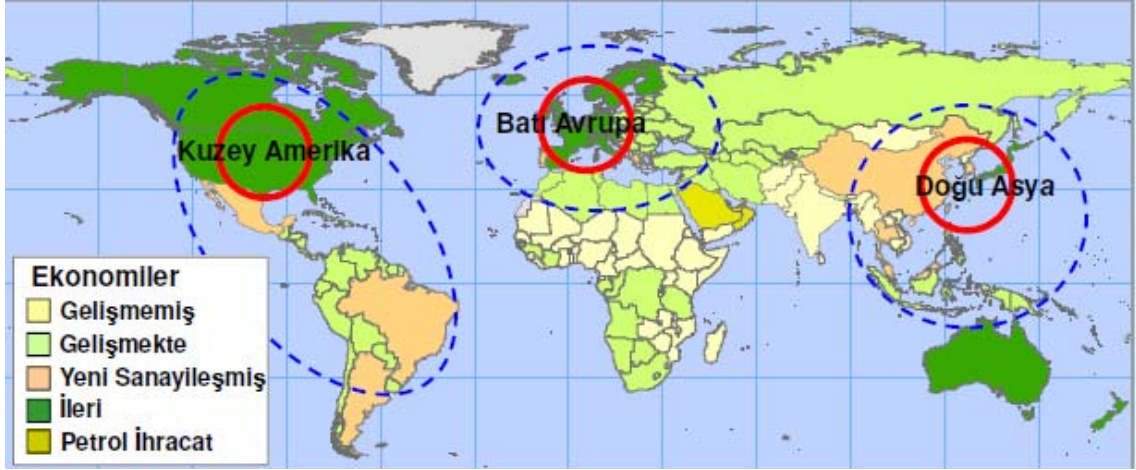 Batı Avrupa
Kuzey Amerika
Doğu Asya
Ekonomiler
Gelişmemiş
Gelişmekte
Yeni Sanayileşmiş
İleri
Petrol İhracat